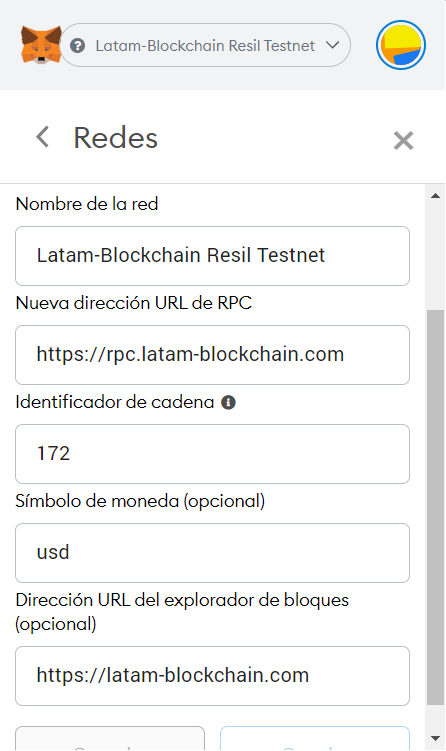 Latam-Blockchain Resil Testnet
Redes
Nombre de la red
Latam-Blockchain Resil Testnet
Nueva dirección URL de RPC
https://rpc.latam-blockchain.com
Identificador de cadena
172
Símbolo de moneda (opcional)
usd
Dirección URL del explorador de bloques
(opcional)
https://latam-blockchain.com